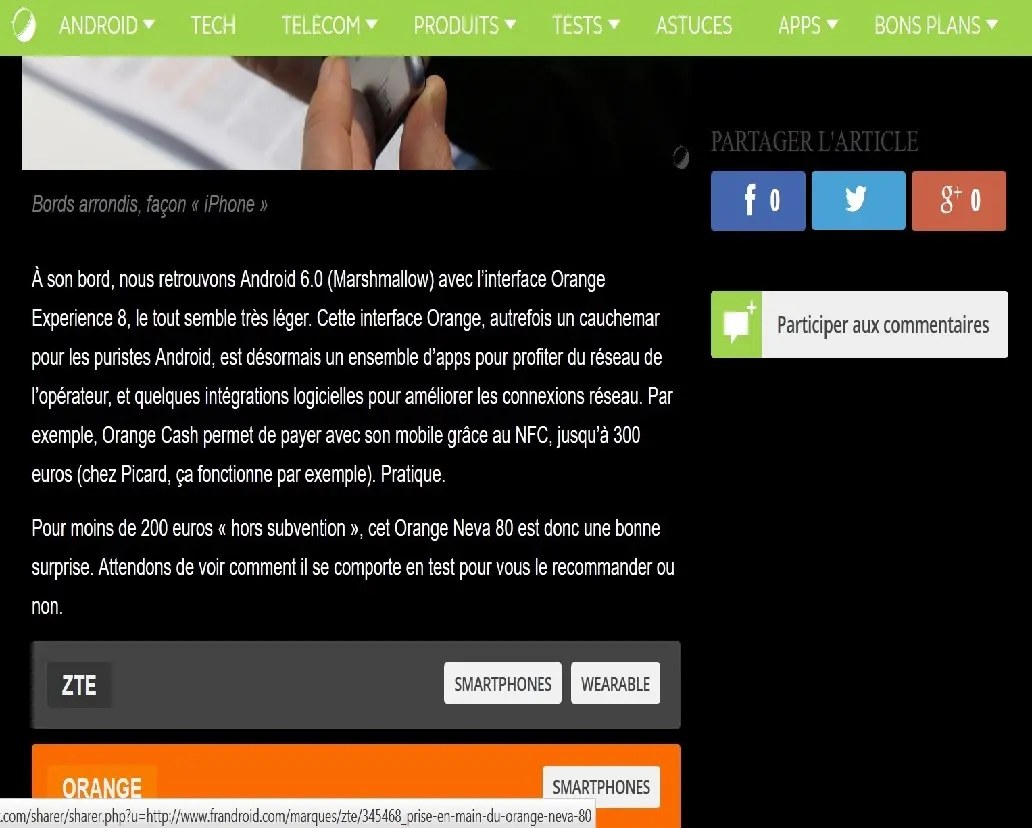 ANDROID TECH TÉLÉCOM PRODUITS TESTS ASTUCES APPS BONS PLANS
Bords arrondis, façon « iPhone »
À son bord, nous retrouvons Android 6.0 (Marshmallow) avec l'interface Orange
Experience 8, le tout semble très léger. Cette interface Orange, autrefois un cauchemar
pour les puristes Android, est désormais un ensemble d'apps pour profiter du réseau de
l'opérateur, et quelques intégrations logicielles pour améliorer les connexions réseau. Par
exemple, Orange Cash permet de payer avec son mobile grâce au NFC, jusqu'à 300
euros (chez Picard, ça fonctionne par exemple). Pratique.
Pour moins de 200 euros « hors subvention », cet Orange Neva 80 est donc une bonne
surprise. Attendons de voir comment il se comporte en test pour vous le recommander ou
non.
ZTE SMARTPHONES WEARABLE
ORANGE SMARTPHONES
.com/sharer/sharer.php?u=http://www.frandroid.com/marques/zte/345468_prise-en-main-du-orange-neva-80
PARTAGER L'ARTICLE
f 0 g+ 0
Participer aux commentaires